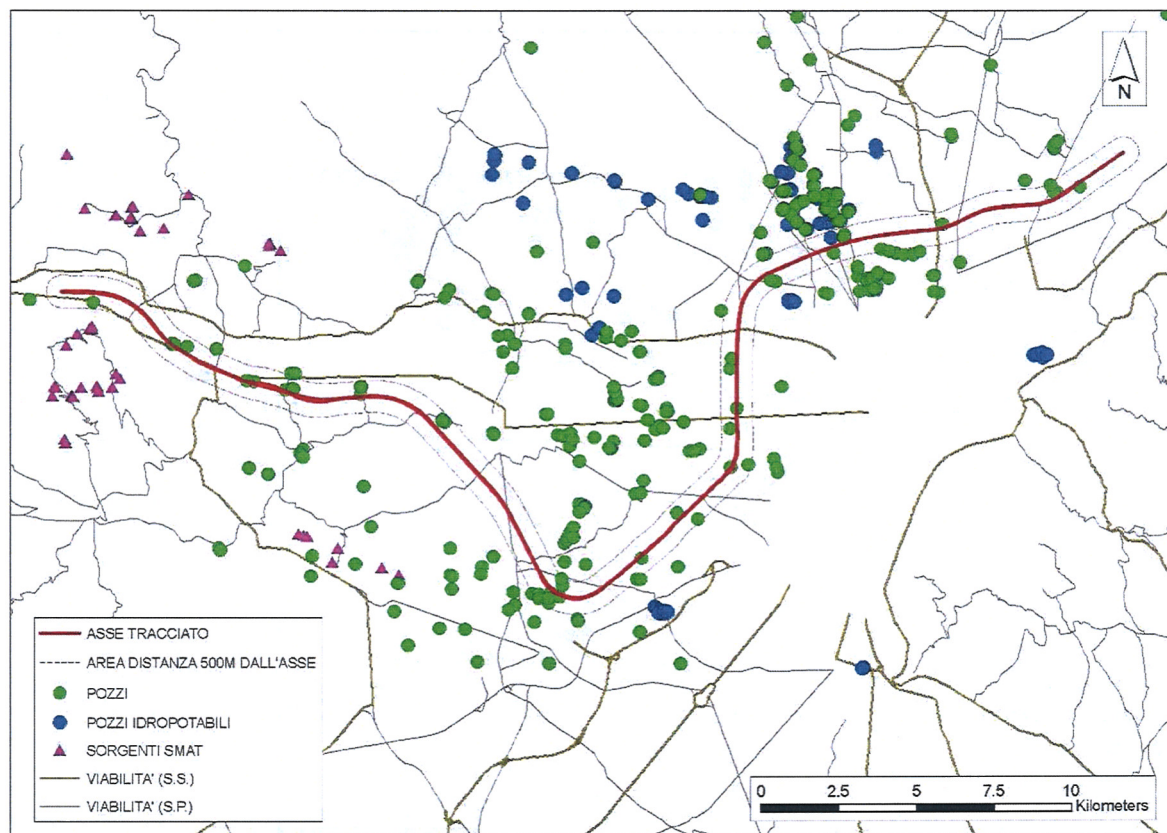 N
ASSE TRACCIATO
AREA DISTANZA 500M DALL'ASSE
POZZI
POZZI IDROPOTABILI
SORGENTI SMAT
VIABILITA' (S.S.)
VIABILITA' (S.P.)
0 2.5 5 7.5 10
Kilometers